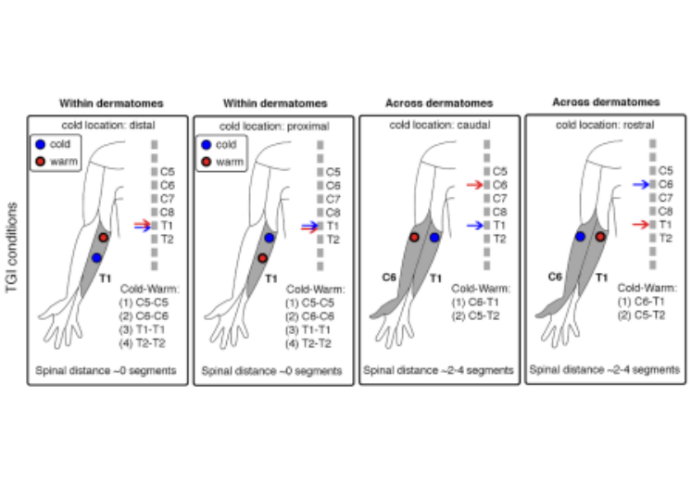 TGI conditions
Within dermatomes
cold location: distal
cold
warm
C5
C6
C7
C8
T1
T2
T1
Cold-Warm:
(1) C5-C5
(2) C6-C6
(3) T1-T1
(4) T2-T2
Spinal distance ~0 segments
Within dermatomes
cold location: proximal
cold
warm
C5
C6
C7
C8
T1
T2
T1
Cold-Warm:
(1) C5-C5
(2) C6-C6
(3) T1-T1
(4) T2-T2
Spinal distance ~0 segments
Across dermatomes
cold location: caudal
C5
C6
C7
C8
T1
T2
C6 T1
Cold-Warm:
(1) C6-T1
(2) C5-T2
Spinal distance ~2-4 segments
Across dermatomes
cold location: rostral
C5
C6
C7
C8
T1
T2
C6 T1
Cold-Warm:
(1) C6-T1
(2) C5-T2
Spinal distance ~2-4 segments